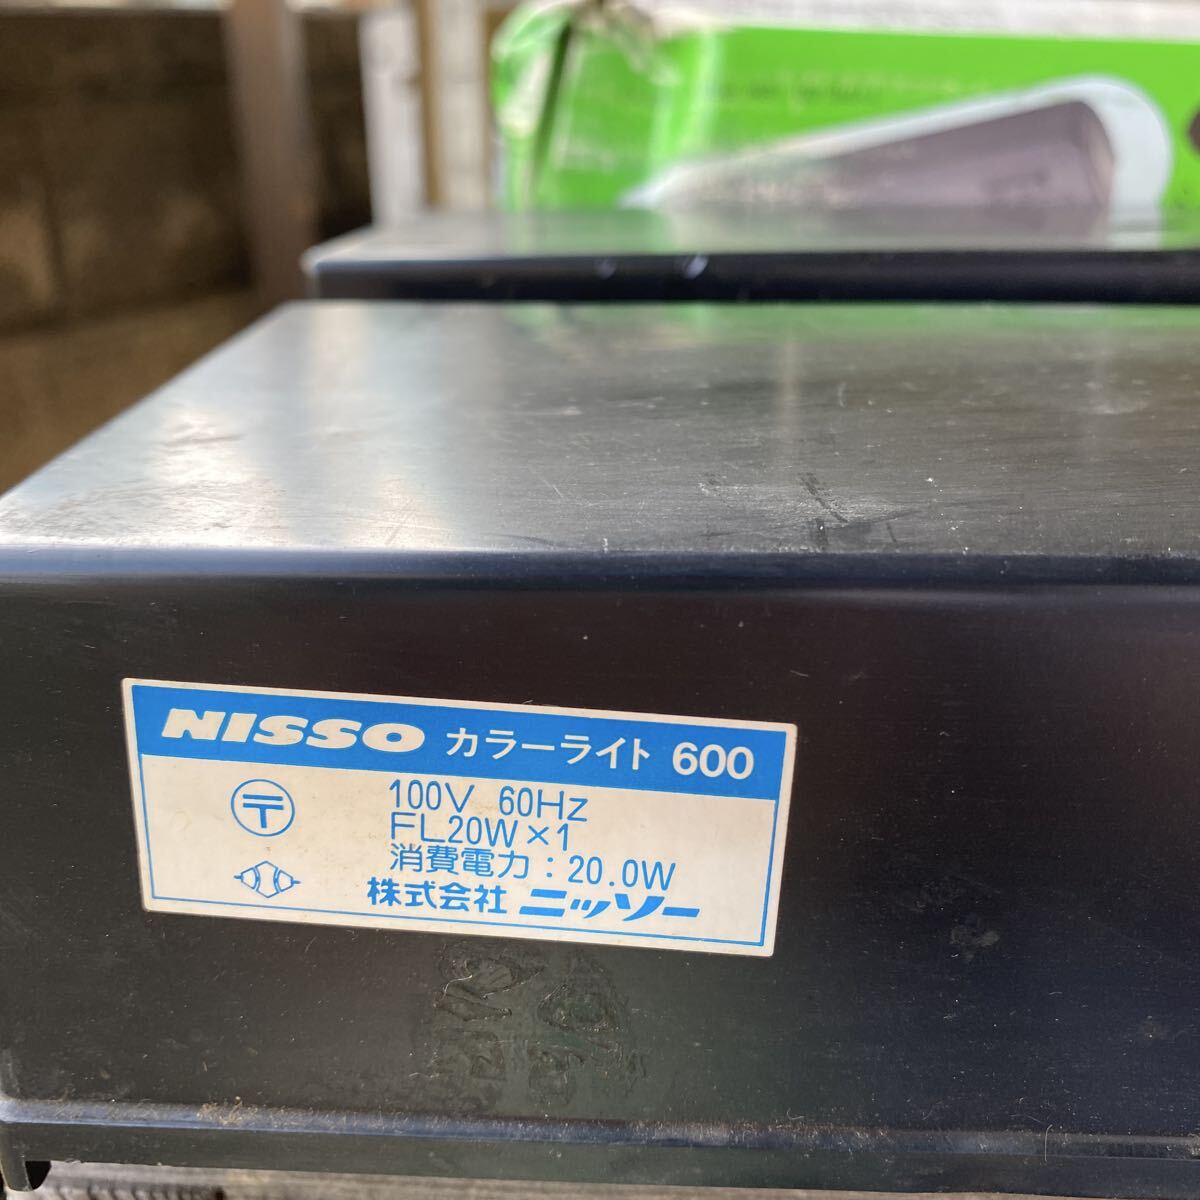 NISSO カラーライト 600
〒
100V 60Hz
FL20W×1
消費電力:20.0W
株式会社 ニッソー